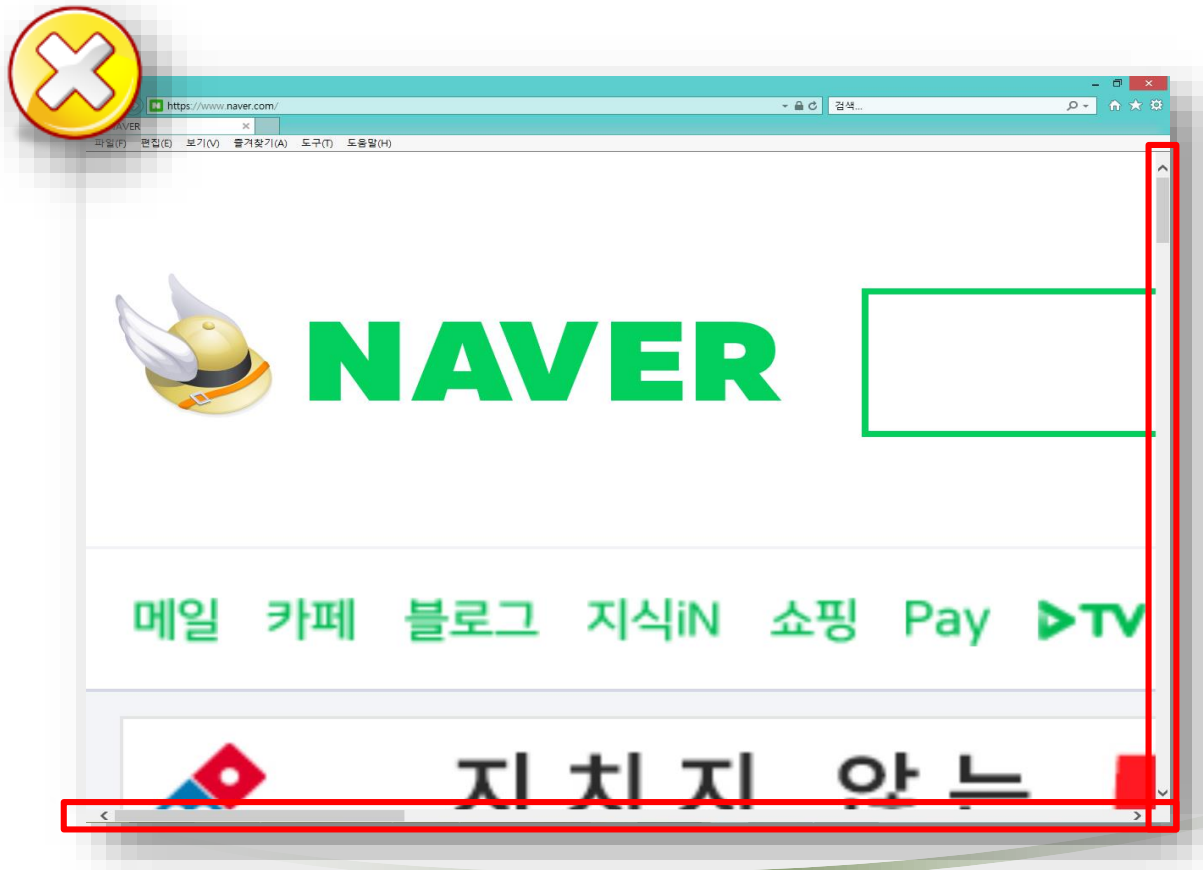 https://www.naver.com/
검색...
NAVER
파일(F) 편집(E) 보기(V) 즐겨찾기(A) 도구(T) 도움말(H)
NAVER
메일 카페 블로그 지식iN 쇼핑 Pay TV
지치지 않는